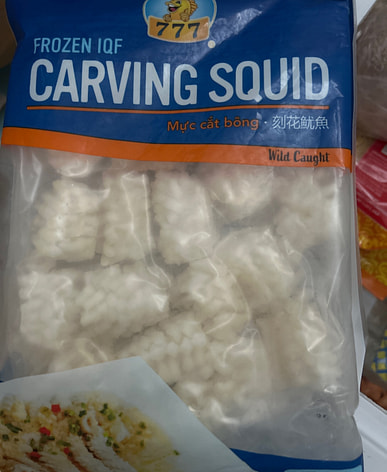 777
FROZEN IQF
CARVING SQUID
Mực cắt bông · 刻花魷魚
Wild Caught